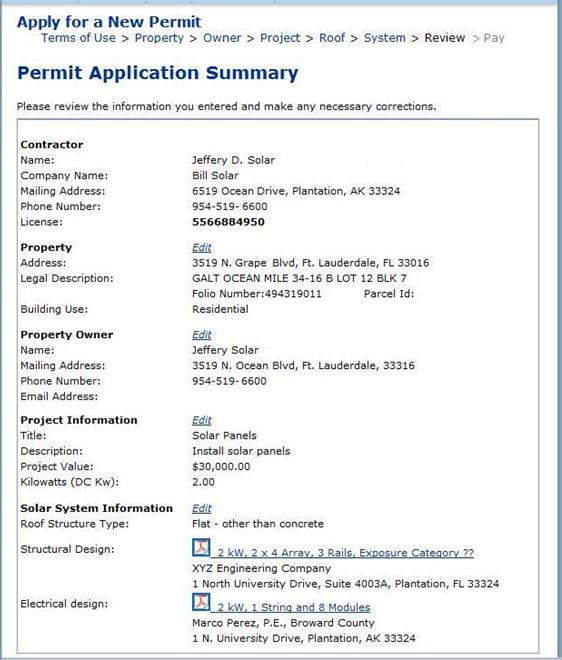 Apply for a New Permit
Terms of Use > Property > Owner > Project > Roof > System > Review > Pay
Permit Application Summary
Please review the information you entered and make any necessary corrections.
Contractor
Name: Jeffery D. Solar
Company Name: Bill Solar
Mailing Address: 6519 Ocean Drive, Plantation, AK 33324
Phone Number: 954-519-6600
License: 5566884950
Property Edit
Address: 3519 N. Grape Blvd, Ft. Lauderdale, FL 33016
Legal Description: GALT OCEAN MILE 34-16 B LOT 12 BLK 7
Folio Number:494319011 Parcel Id:
Building Use: Residential
Property Owner Edit
Name: Jeffery Solar
Mailing Address: 3519 N. Ocean Blvd, Ft. Lauderdale, 33316
Phone Number: 954-519-6600
Email Address:
Project Information Edit
Title: Solar Panels
Description: Install solar panels
Project Value: $30,000.00
Kilowatts (DC Kw): 2.00
Solar System Information Edit
Roof Structure Type: Flat - other than concrete
Structural Design: 2 kW, 2 x 4 Array, 3 Rails, Exposure Category ??
XYZ Engineering Company
1 North University Drive, Suite 4003A, Plantation, FL 33324
Electrical design: 2 kW, 1 String and 8 Modules
Marco Perez, P.E., Broward County
1 N. University Drive, Plantation, AK 33324